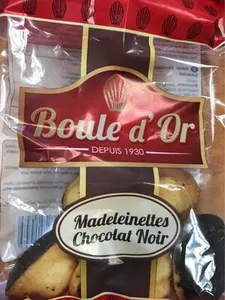 Boule d'Or
DEPUIS 1930
Madeleinettes
Chocolat Noir